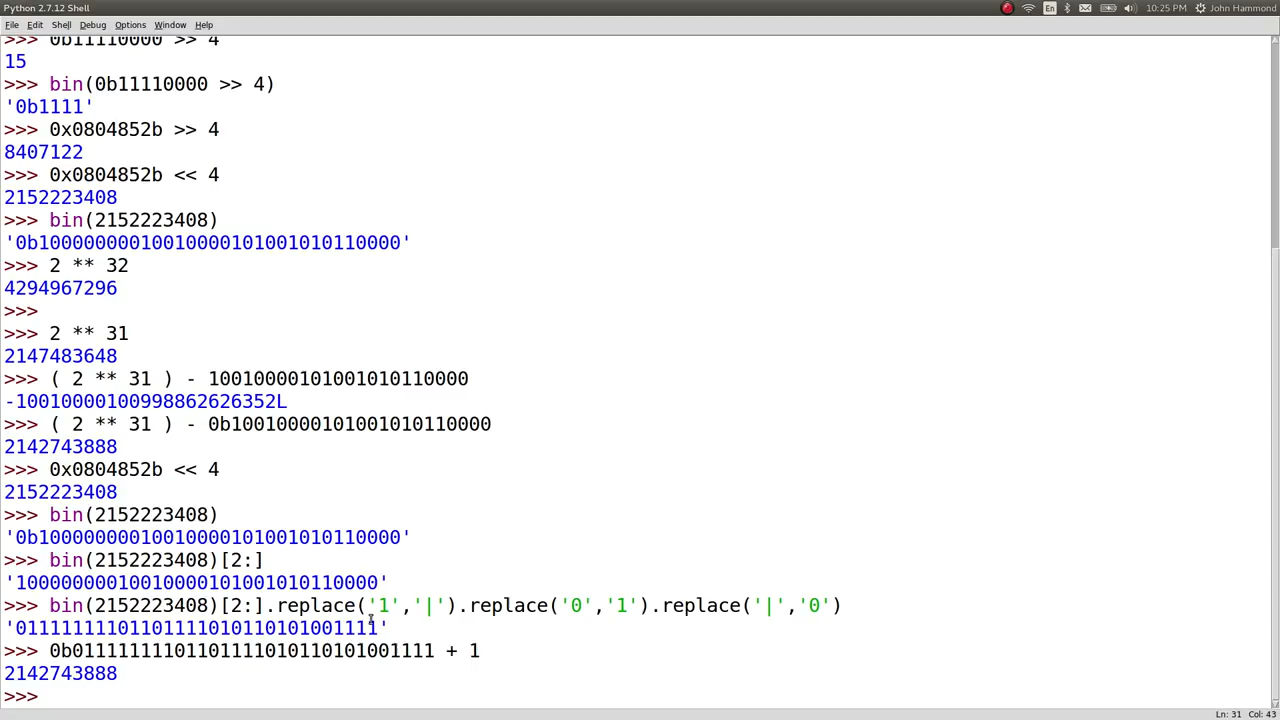 Python 2.7.12 Shell
10:25 PM
John Hammond
En
File Edit Shell Debug Options Window Help
>>> 0b11110000 >> 4
15
>>> bin(0b11110000 >> 4)
'0b1111'
>>> 0x0804852b >> 4
8407122
>>> 0x0804852b << 4
2152223408
>>> bin(2152223408)
'0b10000000010010000101001010110000'
>>> 2 ** 32
4294967296
>>>
>>> 2 ** 31
2147483648
>>> ( 2 ** 31 ) - 10010000101001010110000
-10010000100998862626352L
>>> ( 2 ** 31 ) - 0b10010000101001010110000
2142743888
>>> 0x0804852b << 4
2152223408
>>> bin(2152223408)
'0b10000000010010000101001010110000'
>>> bin(2152223408)[2:]
'10000000010010000101001010110000'
>>> bin(2152223408)[2:].replace('1','|').replace('0','1').replace('|','0')
'01111111101101111010110101001111'
>>> 0b01111111101101111010110101001111 + 1
2142743888
>>>
Ln: 31 Col: 43